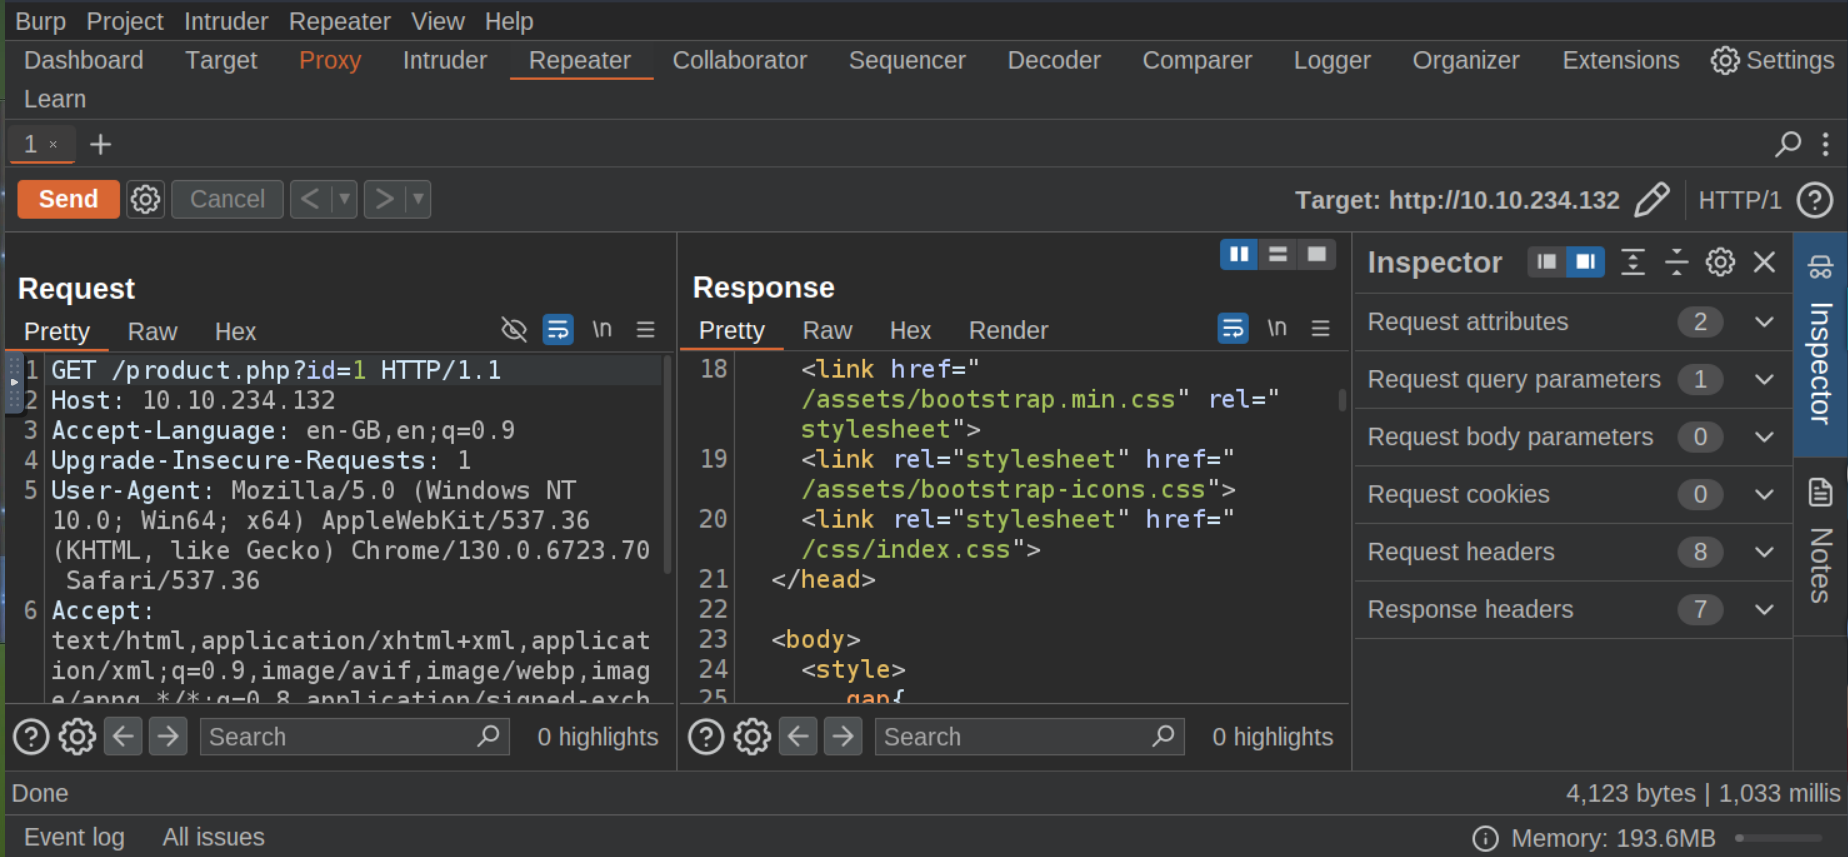 Burp Project Intruder Repeater View Help
Dashboard Target Proxy Intruder Repeater Collaborator Sequencer Decoder Comparer Logger Organizer Extensions Settings
Learn
1 × +
Send Cancel < > Target: http://10.10.234.132 HTTP/1 ?
Request
Pretty Raw Hex \n
1 GET /product.php?id=1 HTTP/1.1
2 Host: 10.10.234.132
3 Accept-Language: en-GB,en;q=0.9
4 Upgrade-Insecure-Requests: 1
5 User-Agent: Mozilla/5.0 (Windows NT
10.0; Win64; x64) AppleWebKit/537.36
(KHTML, like Gecko) Chrome/130.0.6723.70
Safari/537.36
6 Accept:
text/html,application/xhtml+xml,applicat
ion/xml;q=0.9,image/avif,image/webp,imag
e/apng,*/*;q=0.8,application/signed-exch
? Search 0 highlights
Response
Pretty Raw Hex Render \n
18 <link href="
/assets/bootstrap.min.css" rel="
stylesheet">
19 <link rel="stylesheet" href="
/assets/bootstrap-icons.css">
20 <link rel="stylesheet" href="
/css/index.css">
21 </head>
22
23 <body>
24 <style>
25 gap{
? Search 0 highlights
Inspector
Request attributes 2
Request query parameters 1
Request body parameters 0
Request cookies 0
Request headers 8
Response headers 7
Inspector
Notes
Done 4,123 bytes | 1,033 millis
Event log All issues Memory: 193.6MB